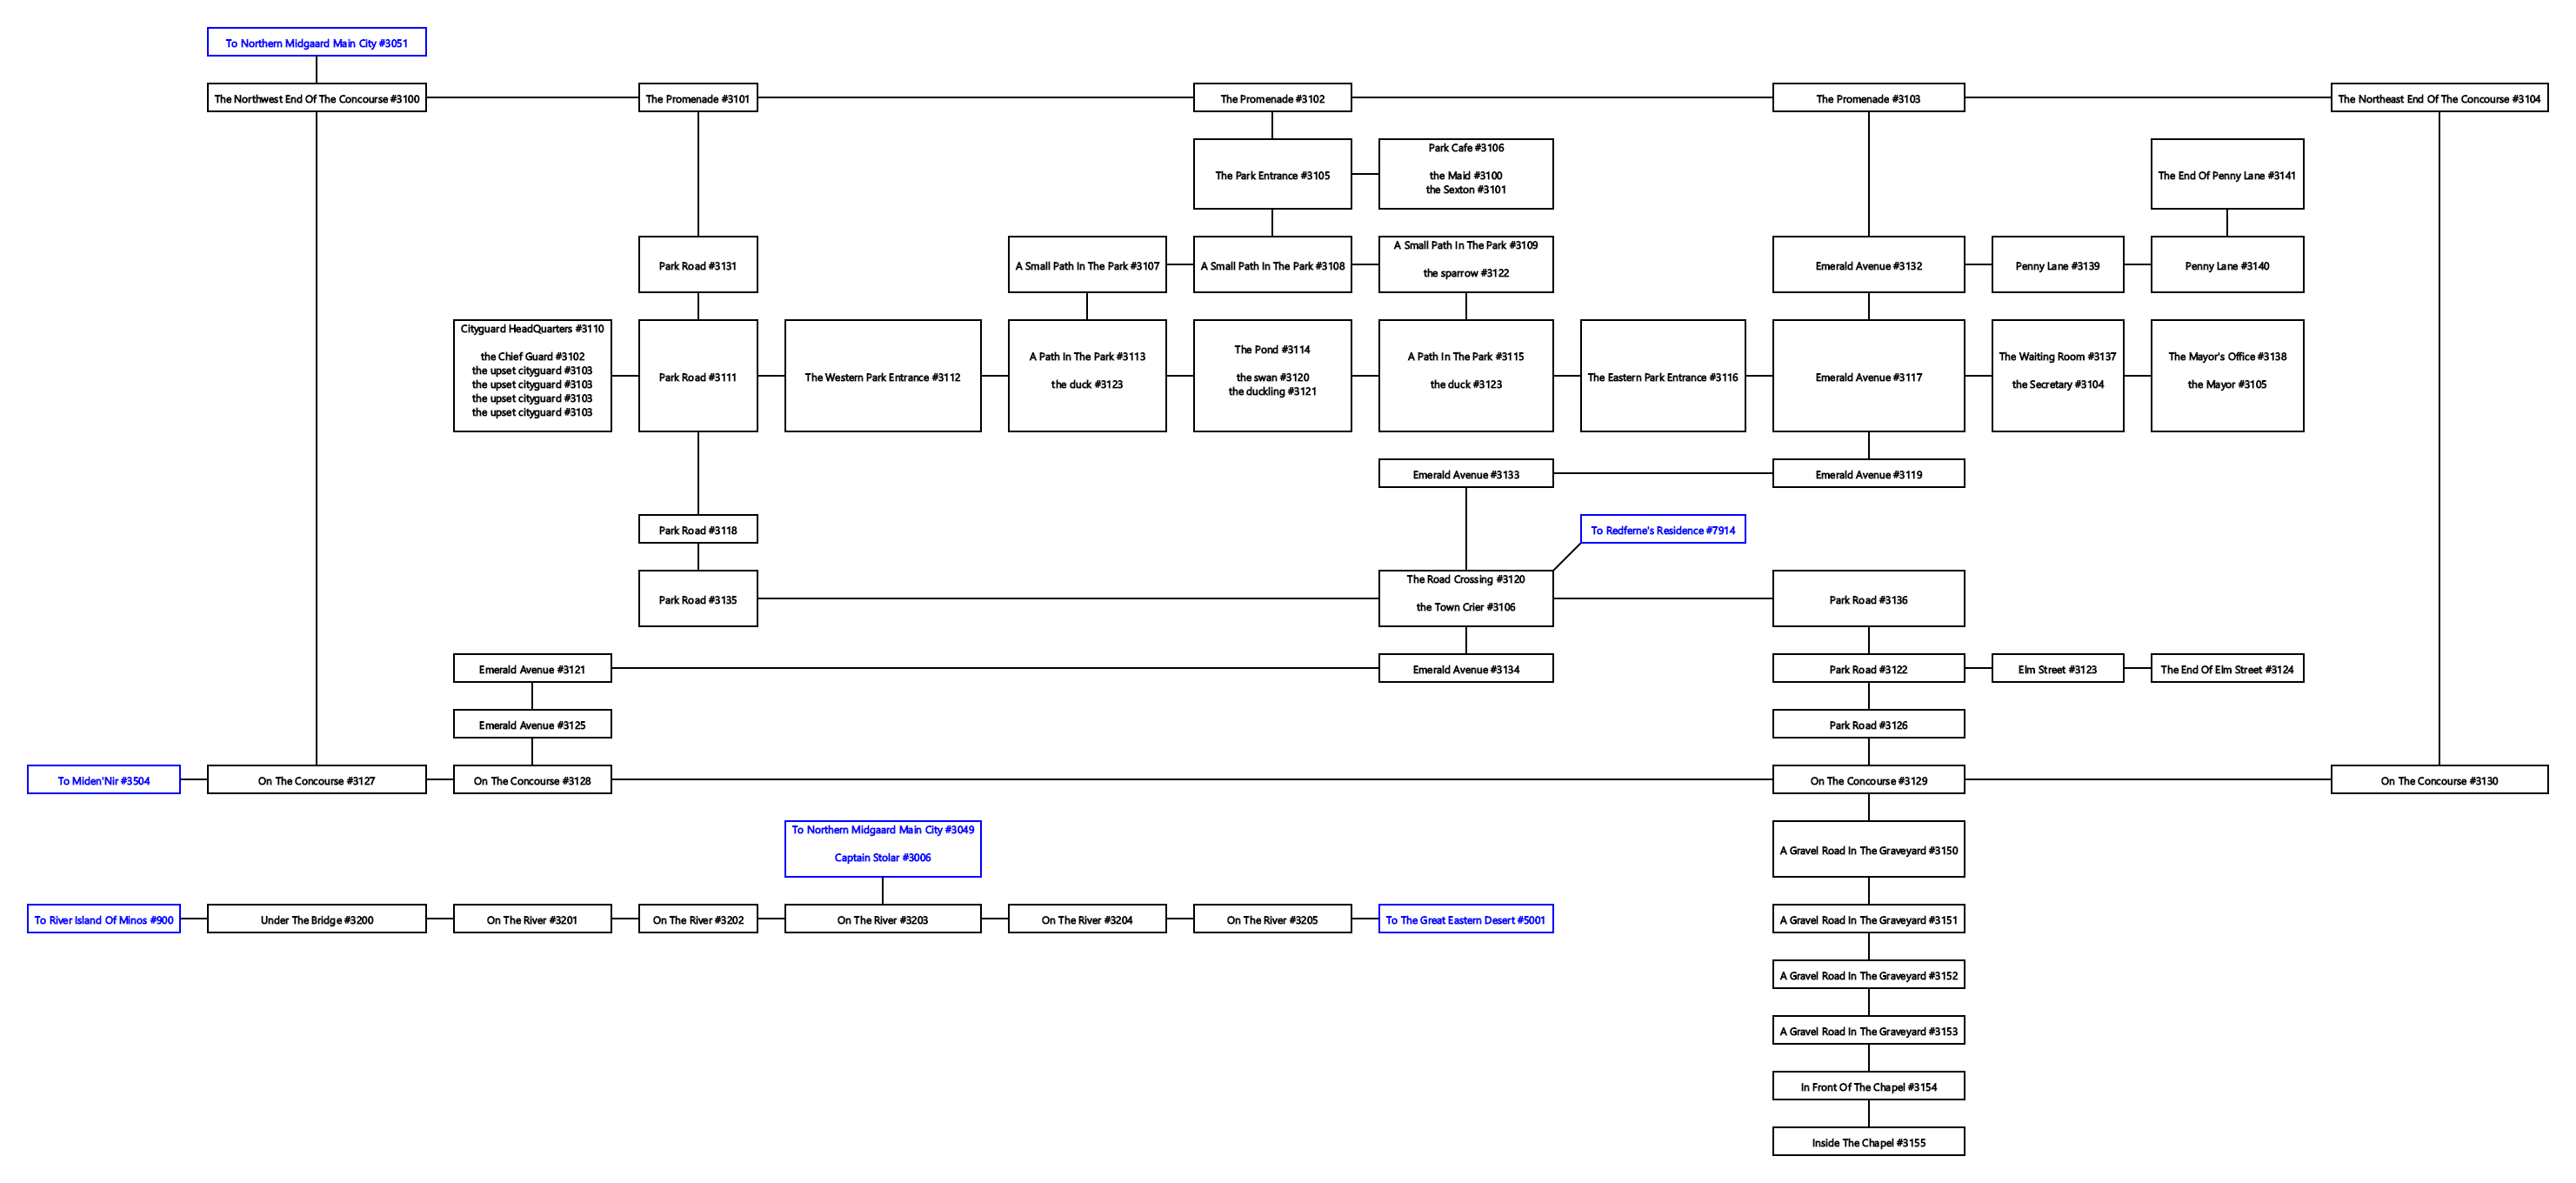 To Northern Midgaard Main City #3051
The Northwest End Of The Concourse #3100
The Promenade #3101
The Promenade #3102
The Promenade #3103
The Northeast End Of The Concourse #3104
The Park Entrance #3105
Park Cafe #3106
the Maid #3100
the Sexton #3101
The End Of Penny Lane #3141
Park Road #3131
A Small Path In The Park #3107
A Small Path In The Park #3108
A Small Path In The Park #3109
the sparrow #3122
Emerald Avenue #3132
Penny Lane #3139
Penny Lane #3140
Cityguard HeadQuarters #3110
the Chief Guard #3102
the upset cityguard #3103
the upset cityguard #3103
the upset cityguard #3103
the upset cityguard #3103
Park Road #3111
The Western Park Entrance #3112
A Path In The Park #3113
the duck #3123
The Pond #3114
the swan #3120
the duckling #3121
A Path In The Park #3115
the duck #3123
The Eastern Park Entrance #3116
Emerald Avenue #3117
The Waiting Room #3137
the Secretary #3104
The Mayor's Office #3138
the Mayor #3105
Emerald Avenue #3133
Emerald Avenue #3119
Park Road #3118
To Redferne's Residence #7914
Park Road #3135
The Road Crossing #3120
the Town Crier #3106
Park Road #3136
Emerald Avenue #3121
Emerald Avenue #3134
Park Road #3122
Elm Street #3123
The End Of Elm Street #3124
Emerald Avenue #3125
Park Road #3126
To Miden'Nir #3504
On The Concourse #3127
On The Concourse #3128
On The Concourse #3129
On The Concourse #3130
To Northern Midgaard Main City #3049
Captain Stolar #3006
A Gravel Road In The Graveyard #3150
To River Island Of Minos #900
Under The Bridge #3200
On The River #3201
On The River #3202
On The River #3203
On The River #3204
On The River #3205
To The Great Eastern Desert #5001
A Gravel Road In The Graveyard #3151
A Gravel Road In The Graveyard #3152
A Gravel Road In The Graveyard #3153
In Front Of The Chapel #3154
Inside The Chapel #3155